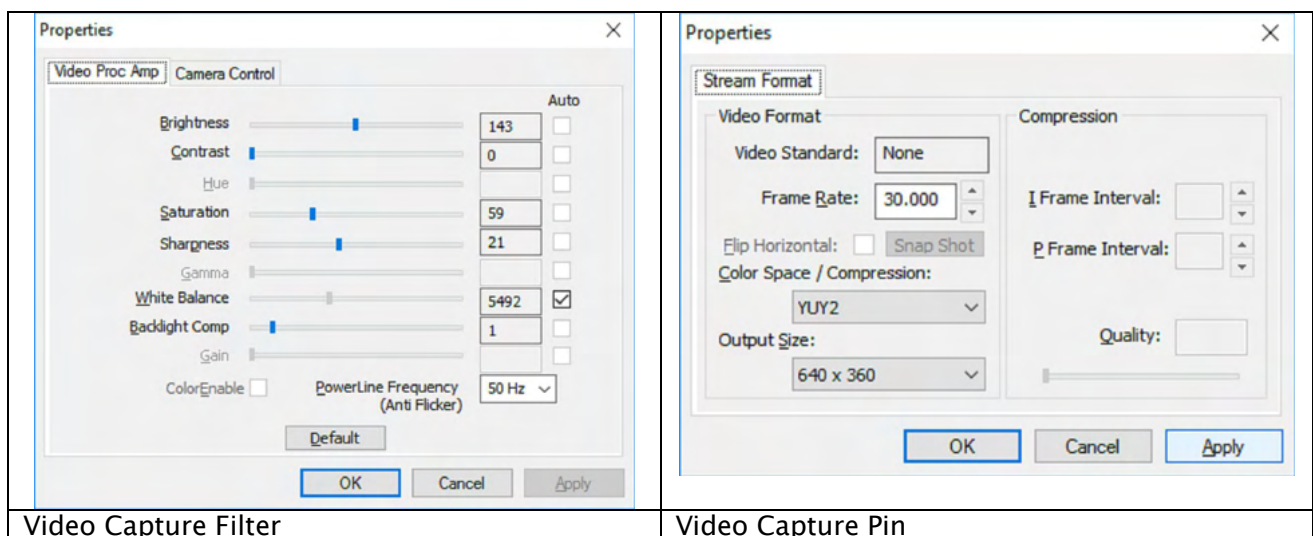 Properties
Video Proc Amp Camera Control
Auto
Brightness 143
Contrast 0
Hue
Saturation 59
Sharpness 21
Gamma
White Balance 5492
Backlight Comp 1
Gain
ColorEnable PowerLine Frequency 50 Hz
(Anti Flicker)
Default
OK Cancel Apply
Video Capture Filter
Properties
Stream Format
Video Format
Video Standard: None
Frame Rate: 30.000
Flip Horizontal: Snap Shot
Color Space / Compression:
YUY2
Output Size:
640 x 360
Compression
I Frame Interval:
P Frame Interval:
Quality:
OK Cancel Apply
Video Capture Pin